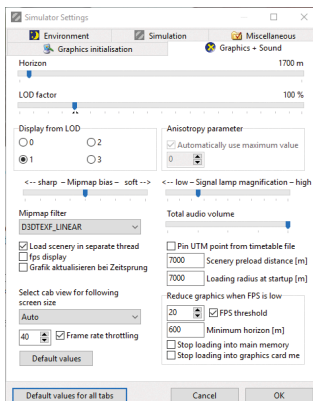 Simulator Settings
Environment Simulation Miscellaneous
Graphics initialisation Graphics + Sound
Horizon 1700 m
LOD factor 100 %
Display from LOD
0 2
1 3
Anisotropy parameter
Automatically use maximum value
0
<-- sharp – Mipmap bias – soft -->
<-- low – Signal lamp magnification – high
Mipmap filter
D3DTEXF_LINEAR
Total audio volume
Load scenery in separate thread
fps display
Grafik aktualisieren bei Zeitsprung
Pin UTM point from timetable file
7000 Scenery preload distance [m]
7000 Loading radius at startup [m]
Select cab view for following
screen size
Auto
40 Frame rate throttling
Default values
Reduce graphics when FPS is low
20 FPS threshold
600 Minimum horizon [m]
Stop loading into main memory
Stop loading into graphics card me
Default values for all tabs Cancel OK